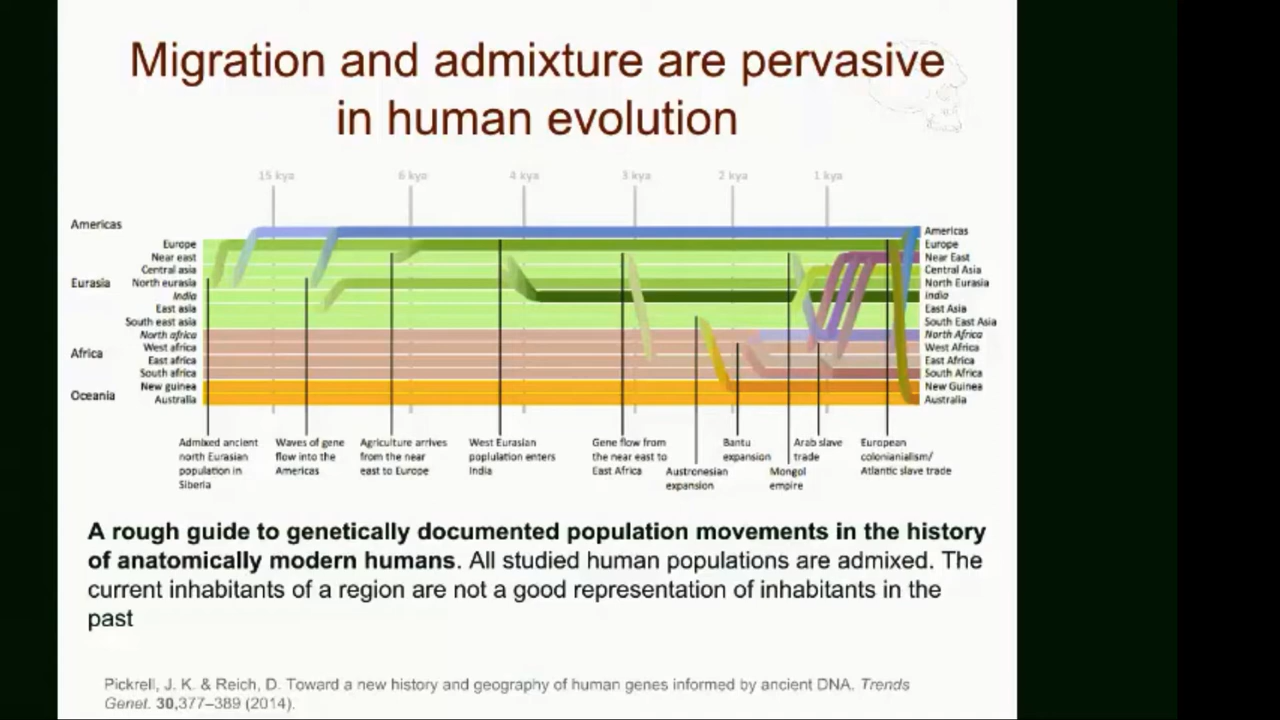 Migration and admixture are pervasive
in human evolution
15 kya 6 kya 4 kya 3 kya 2 kya 1 kya
Americas
Europe
Near east
Central asia
Eurasia North eurasia
India
East asia
South east asia
North africa
West africa
Africa
East africa
South africa
New guinea
Oceania
Australia
Americas
Europe
Near East
Central Asia
North Eurasia
India
East Asia
South East Asia
North Africa
West Africa
East Africa
South Africa
New Guinea
Australia
Admixed ancient
north Eurasian
population in
Siberia
Waves of gene
flow into the
Americas
Agriculture arrives
from the near
east to Europe
West Eurasian
poplulation enters
India
Gene flow from
the near east to
East Africa
Austronesian
expansion
Bantu
expansion
Mongol
empire
Arab slave
trade
European
colonianialism/
Atlantic slave trade
A rough guide to genetically documented population movements in the history
of anatomically modern humans. All studied human populations are admixed. The
current inhabitants of a region are not a good representation of inhabitants in the
past
Pickrell, J. K. & Reich, D. Toward a new history and geography of human genes informed by ancient DNA. Trends
Genet. 30,377–389 (2014).